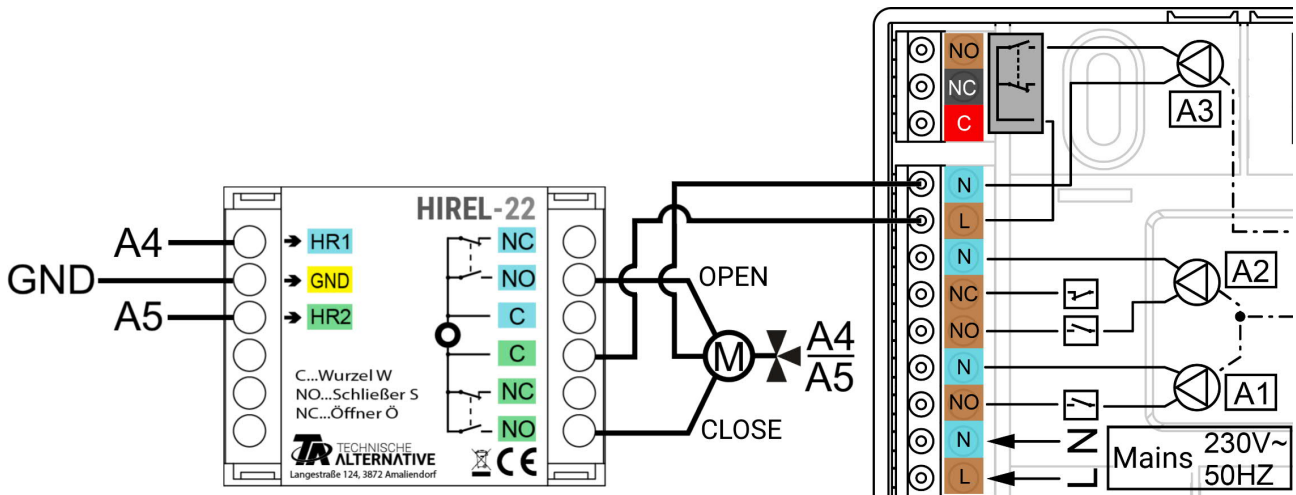 A4
GND
A5
HIREL-22
HR1
GND
HR2
NC
NO
C
C
NC
NO
C...Wurzel W
NO...Schließer S
NC...Öffner Ö
TA
TECHNISCHE
ALTERNATIVE
Langestraße 124, 3872 Amaliendorf
CE
OPEN
M
CLOSE
A4
A5
NO
NC
C
N
L
N
NC
NO
N
NO
N
L
A3
A2
A1
N
L
Mains 230V~
50HZ